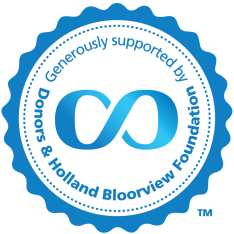 Generously supported by
Donors & Holland Bloorview Foundation
TM